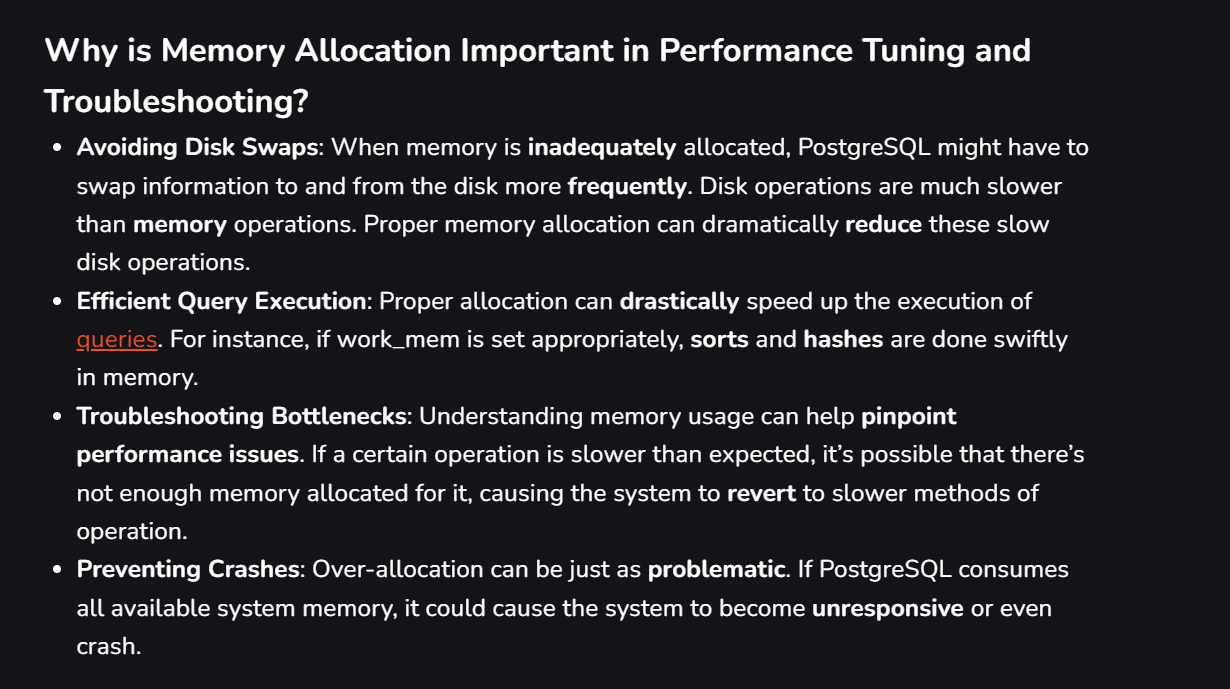 Why is Memory Allocation Important in Performance Tuning and
Troubleshooting?
• Avoiding Disk Swaps: When memory is inadequately allocated, PostgreSQL might have to
swap information to and from the disk more frequently. Disk operations are much slower
than memory operations. Proper memory allocation can dramatically reduce these slow
disk operations.
• Efficient Query Execution: Proper allocation can drastically speed up the execution of
queries. For instance, if work_mem is set appropriately, sorts and hashes are done swiftly
in memory.
• Troubleshooting Bottlenecks: Understanding memory usage can help pinpoint
performance issues. If a certain operation is slower than expected, it’s possible that there’s
not enough memory allocated for it, causing the system to revert to slower methods of
operation.
• Preventing Crashes: Over-allocation can be just as problematic. If PostgreSQL consumes
all available system memory, it could cause the system to become unresponsive or even
crash.